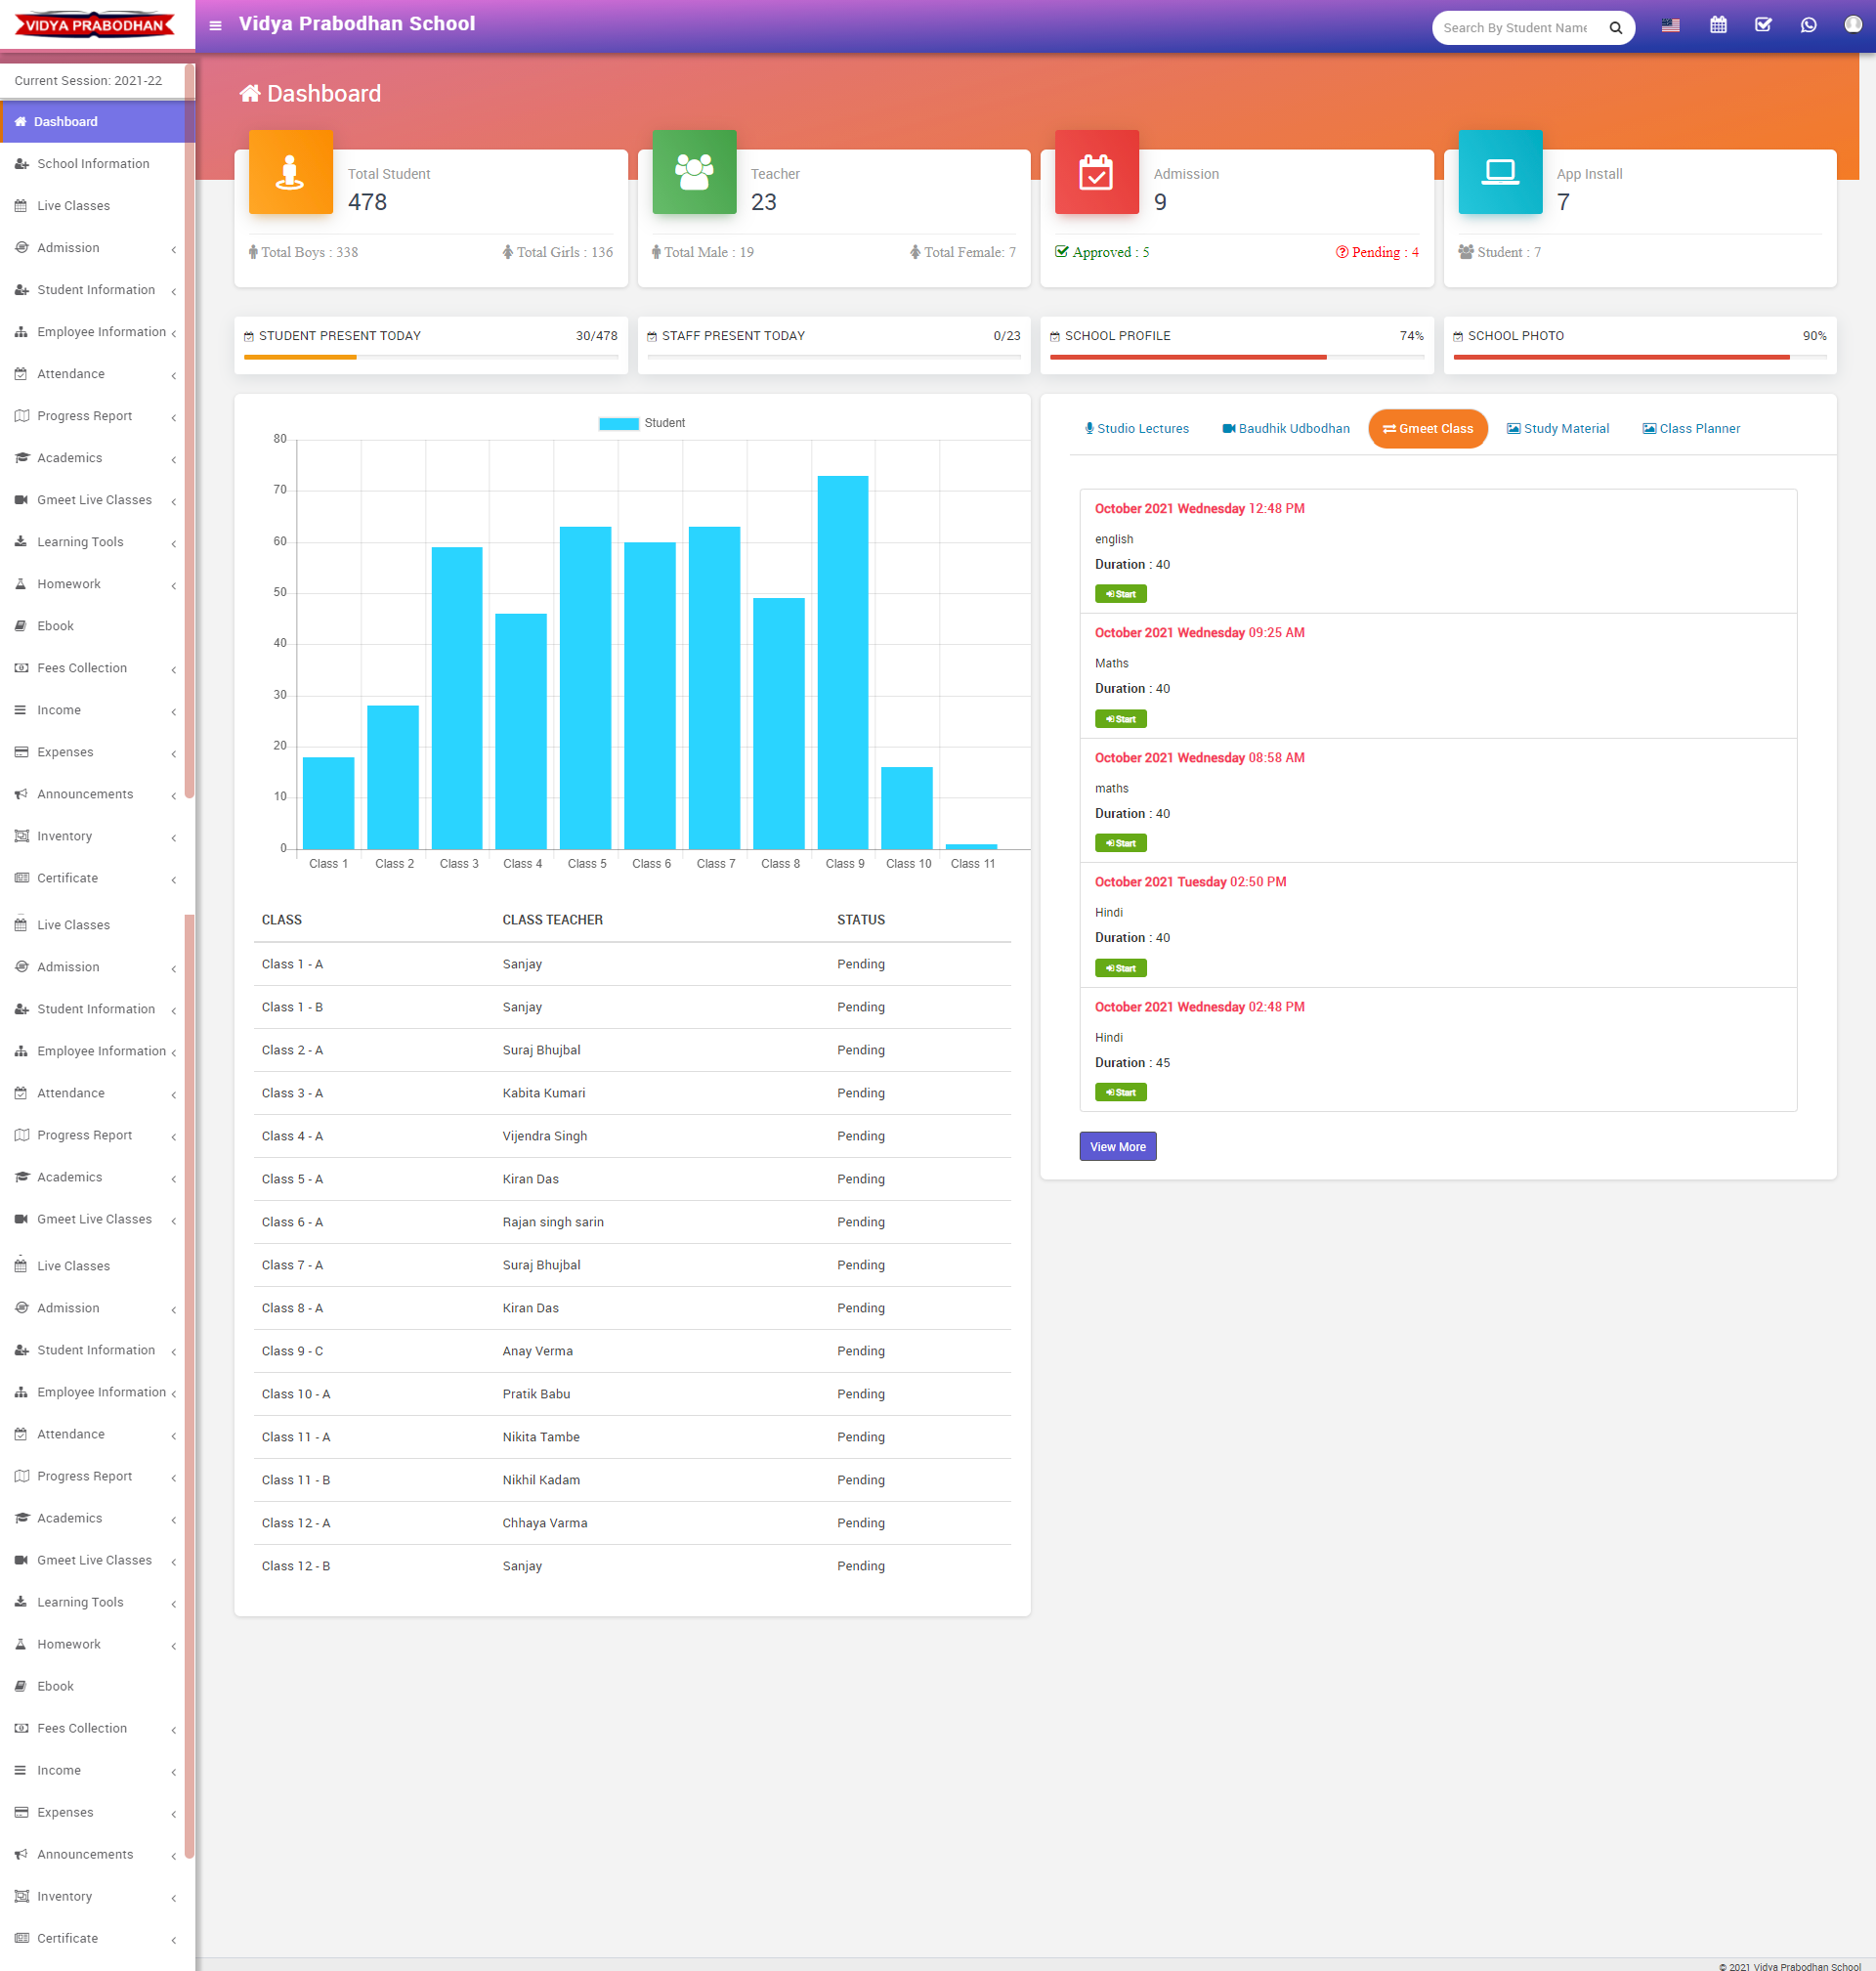 VIDYA PRABODHAN
Vidya Prabodhan School
Search By Student Name
Current Session: 2021-22
Dashboard
School Information
Live Classes
Admission
Student Information
Employee Information
Attendance
Progress Report
Academics
Gmeet Live Classes
Learning Tools
Homework
Ebook
Fees Collection
Income
Expenses
Announcements
Inventory
Certificate
Live Classes
Admission
Student Information
Employee Information
Attendance
Progress Report
Academics
Gmeet Live Classes
Live Classes
Admission
Student Information
Employee Information
Attendance
Progress Report
Academics
Gmeet Live Classes
Learning Tools
Homework
Ebook
Fees Collection
Income
Expenses
Announcements
Inventory
Certificate
Dashboard
Total Student
478
Total Boys : 338 Total Girls : 136
Teacher
23
Total Male : 19 Total Female: 7
Admission
9
Approved : 5 Pending : 4
App Install
7
Student : 7
STUDENT PRESENT TODAY 30/478
STAFF PRESENT TODAY 0/23
SCHOOL PROFILE 74%
SCHOOL PHOTO 90%
Student
80
70
60
50
40
30
20
10
0
Class 1 Class 2 Class 3 Class 4 Class 5 Class 6 Class 7 Class 8 Class 9 Class 10 Class 11
CLASS CLASS TEACHER STATUS
Class 1 - A Sanjay Pending
Class 1 - B Sanjay Pending
Class 2 - A Suraj Bhujbal Pending
Class 3 - A Kabita Kumari Pending
Class 4 - A Vijendra Singh Pending
Class 5 - A Kiran Das Pending
Class 6 - A Rajan singh sarin Pending
Class 7 - A Suraj Bhujbal Pending
Class 8 - A Kiran Das Pending
Class 9 - C Anay Verma Pending
Class 10 - A Pratik Babu Pending
Class 11 - A Nikita Tambe Pending
Class 11 - B Nikhil Kadam Pending
Class 12 - A Chhaya Varma Pending
Class 12 - B Sanjay Pending
Studio Lectures Baudhik Udbodhan Gmeet Class Study Material Class Planner
October 2021 Wednesday 12:48 PM
english
Duration : 40
Start
October 2021 Wednesday 09:25 AM
Maths
Duration : 40
Start
October 2021 Wednesday 08:58 AM
maths
Duration : 40
Start
October 2021 Tuesday 02:50 PM
Hindi
Duration : 40
Start
October 2021 Wednesday 02:48 PM
Hindi
Duration : 45
Start
View More
© 2021 Vidya Prabodhan School